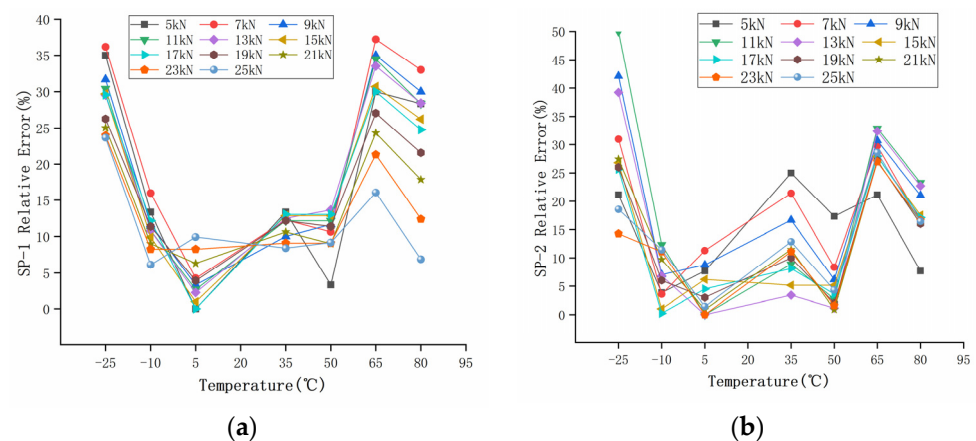 5kN 7kN 9kN
11kN 13kN 15kN
17kN 19kN 21kN
23kN 25kN
SP-1 Relative Error(%)
40
35
30
25
20
15
10
5
0
-25 -10 5 20 35 50 65 80 95
Temperature(℃)
(a)
5kN 7kN 9kN
11kN 13kN 15kN
17kN 19kN 21kN
23kN 25kN
SP-2 Relative Error(%)
50
45
40
35
30
25
20
15
10
5
0
-25 -10 5 20 35 50 65 80 95
Temperature(℃)
(b)